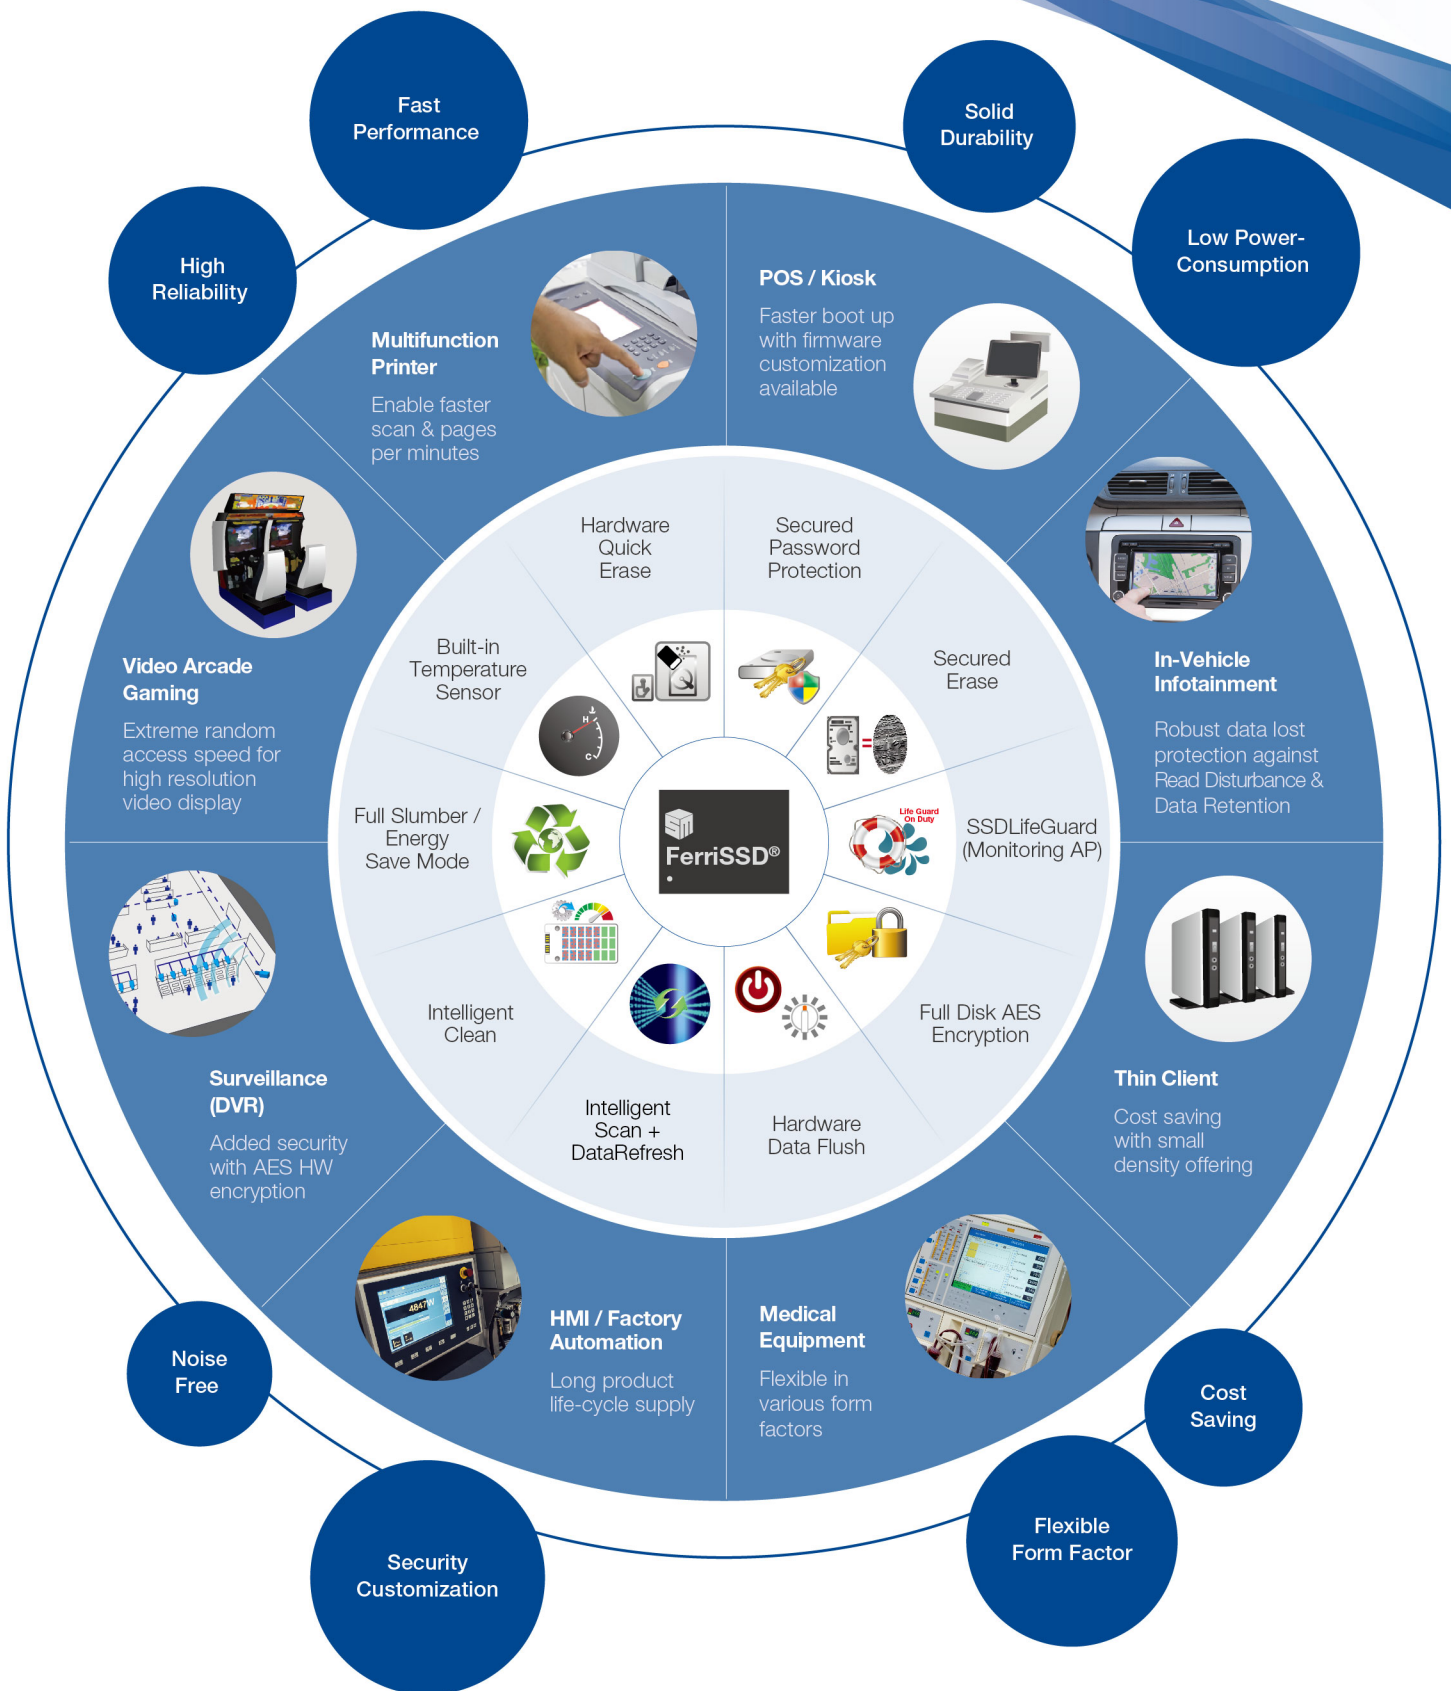 Fast
Performance
Solid
Durability
High
Reliability
Low Power-
Consumption
Multifunction
Printer
Enable faster
scan & pages
per minutes
POS / Kiosk
Faster boot up
with firmware
customization
available
Video Arcade
Gaming
Extreme random
access speed for
high resolution
video display
In-Vehicle
Infotainment
Robust data lost
protection against
Read Disturbance &
Data Retention
Surveillance
(DVR)
Added security
with AES HW
encryption
Thin Client
Cost saving
with small
density offering
HMI / Factory
Automation
Long product
life-cycle supply
Medical
Equipment
Flexible in
various form
factors
Hardware
Quick
Erase
Secured
Password
Protection
Built-in
Temperature
Sensor
Secured
Erase
Full Slumber /
Energy
Save Mode
SSDLifeGuard
(Monitoring AP)
Intelligent
Clean
Full Disk AES
Encryption
Intelligent
Scan +
DataRefresh
Hardware
Data Flush
H
C
=
Life Guard
On Duty
SM
FerriSSD®
4847W
Noise
Free
Cost
Saving
Security
Customization
Flexible
Form Factor